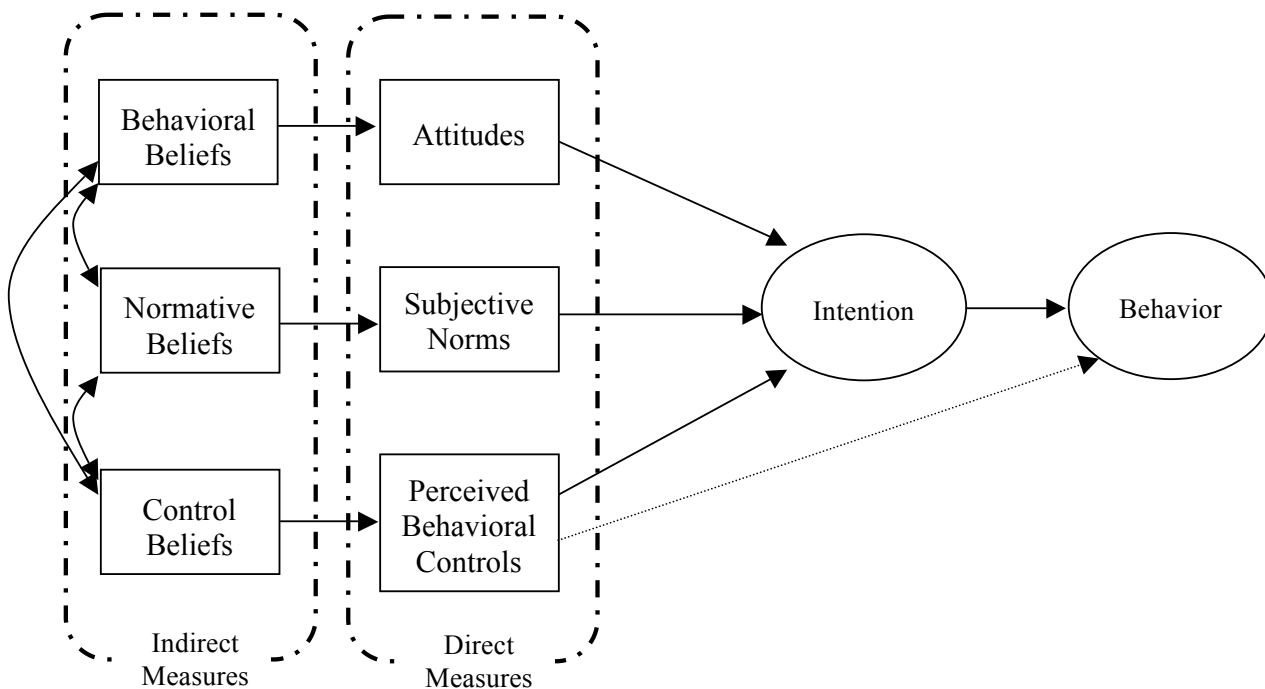 Behavioral
Beliefs
Attitudes
Normative
Beliefs
Subjective
Norms
Intention
Behavior
Control
Beliefs
Perceived
Behavioral
Controls
Indirect
Measures
Direct
Measures